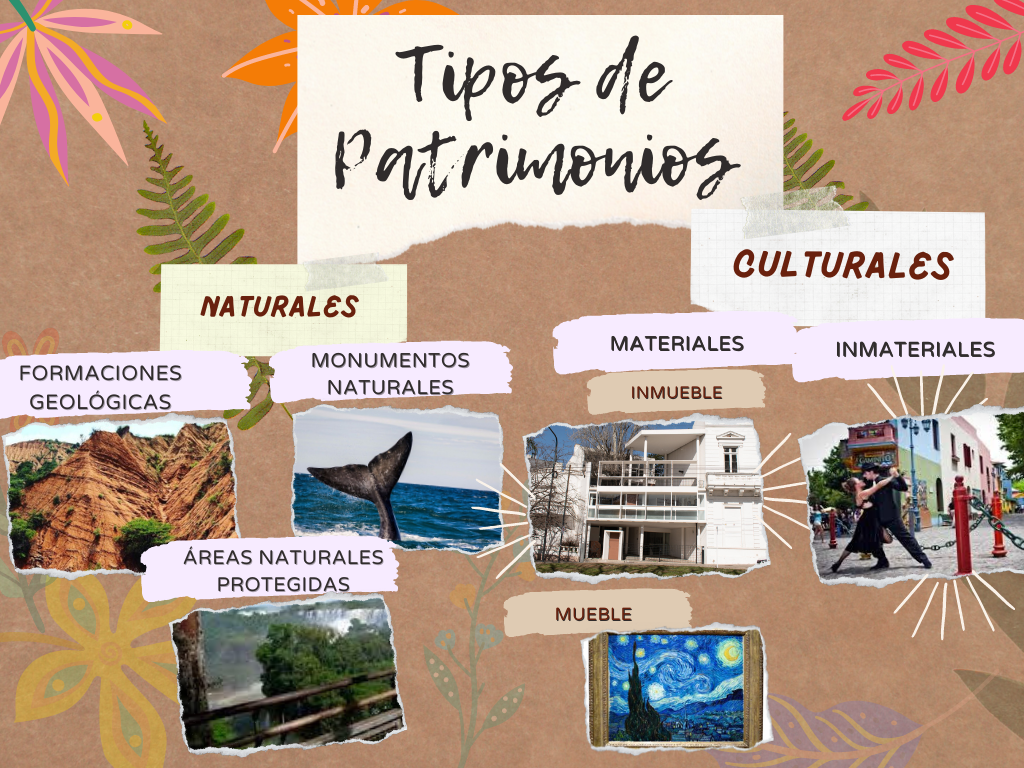 Tipos de
Patrimonios
NATURALES
CULTURALES
FORMACIONES
GEOLÓGICAS
MONUMENTOS
NATURALES
ÁREAS NATURALES
PROTEGIDAS
MATERIALES
INMUEBLE
MUEBLE
INMATERIALES